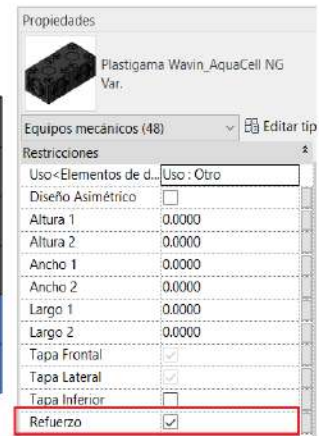 Propiedades
Plastigama Wavin_AquaCell NG
Var.
Equipos mecánicos (48)
Editar tip
Restricciones
Uso<Elementos de d... Uso : Otro
Diseño Asimétrico
Altura 1 0.0000
Altura 2 0.0000
Ancho 1 0.0000
Ancho 2 0.0000
Largo 1 0.0000
Largo 2 0.0000
Tapa Frontal
Tapa Lateral
Tapa Inferior
Refuerzo